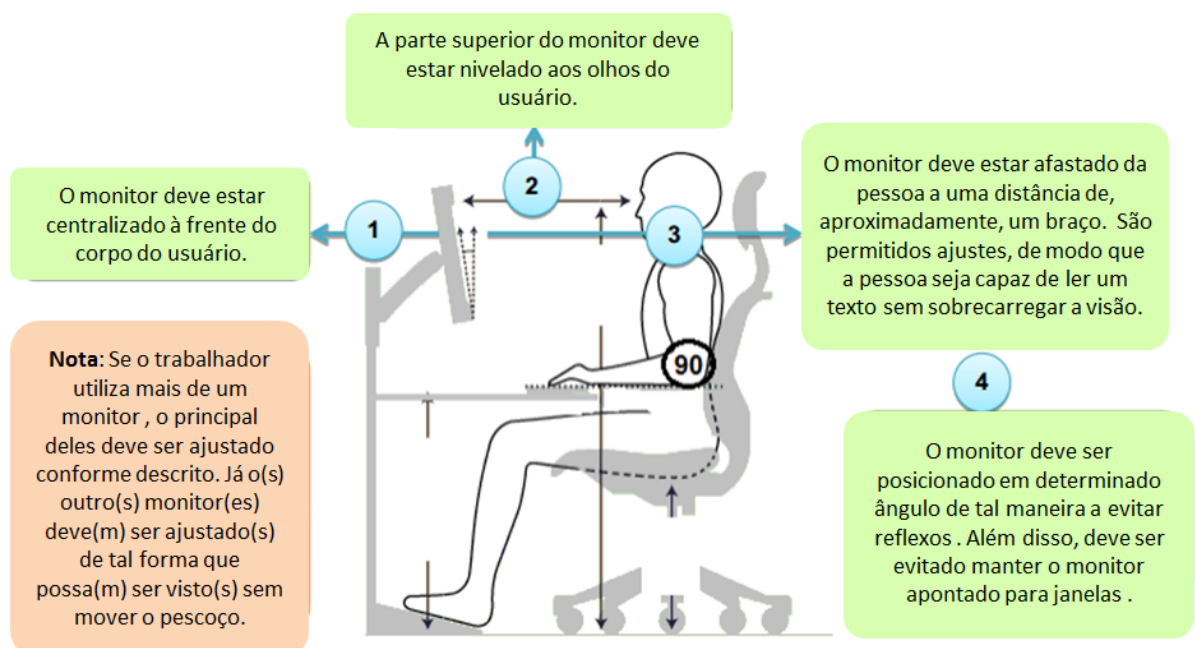 A parte superior do monitor deve
estar nivelado aos olhos do
usuário.
2
O monitor deve estar
centralizado à frente do
corpo do usuário.
1
3
O monitor deve estar afastado da
pessoa a uma distância de,
aproximadamente, um braço. São
permitidos ajustes, de modo que
a pessoa seja capaz de ler um
texto sem sobrecarregar a visão.
Nota: Se o trabalhador
utiliza mais de um
monitor , o principal
deles deve ser ajustado
conforme descrito. Já o(s)
outro(s) monitor(es)
deve(m) ser ajustado(s)
de tal forma que
possa(m) ser visto(s) sem
mover o pescoço.
90
4
O monitor deve ser
posicionado em determinado
ângulo de tal maneira a evitar
reflexos . Além disso, deve ser
evitado manter o monitor
apontado para janelas .